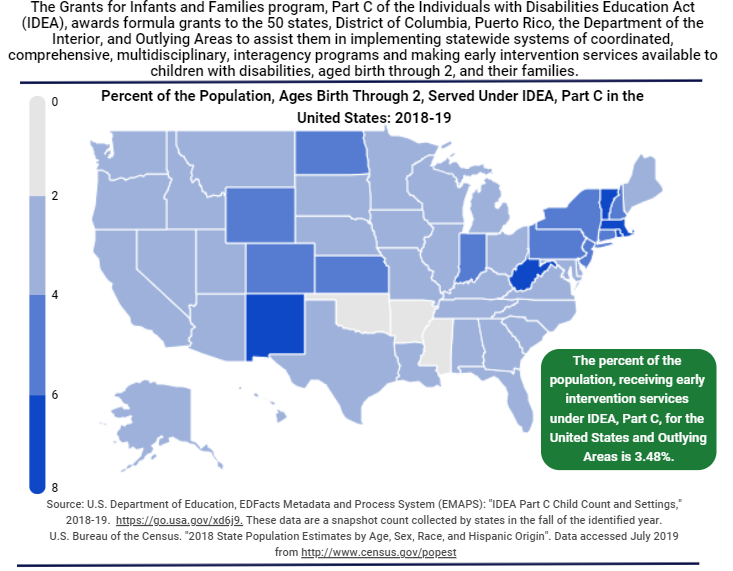 The Grants for Infants and Families program, Part C of the Individuals with Disabilities Education Act
(IDEA), awards formula grants to the 50 states, District of Columbia, Puerto Rico, the Department of the
Interior, and Outlying Areas to assist them in implementing statewide systems of coordinated,
comprehensive, multidisciplinary, interagency programs and making early intervention services available to
children with disabilities, aged birth through 2, and their families.
Percent of the Population, Ages Birth Through 2, Served Under IDEA, Part C in the
United States: 2018-19
0
2
4
6
8
The percent of the
population, receiving early
intervention services
under IDEA, Part C, for the
United States and Outlying
Areas is 3.48%.
Source: U.S. Department of Education, EDFacts Metadata and Process System (EMAPS): "IDEA Part C Child Count and Settings,"
2018-19. https://go.usa.gov/xd6j9. These data are a snapshot count collected by states in the fall of the identified year.
U.S. Bureau of the Census. "2018 State Population Estimates by Age, Sex, Race, and Hispanic Origin". Data accessed July 2019
from http://www.census.gov/popest